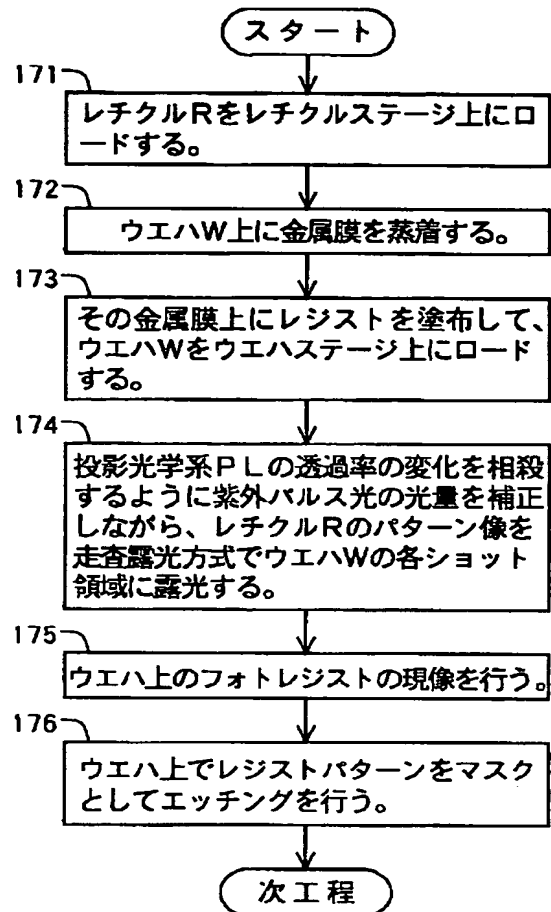 スタート
171
レチクルRをレチクルステージ上にロ
ードする。
172
ウエハW上に金属膜を蒸着する。
173
その金属膜上にレジストを塗布して、
ウエハWをウエハステージ上にロード
する。
174
投影光学系PLの透過率の変化を相殺
するように紫外パルス光の光量を補正
しながら、レチクルRのパターン像を
走査露光方式でウエハWの各ショット
領域に露光する。
175
ウエハ上のフォトレジストの現像を行う。
176
ウエハ上でレジストパターンをマスク
としてエッチングを行う。
次工程